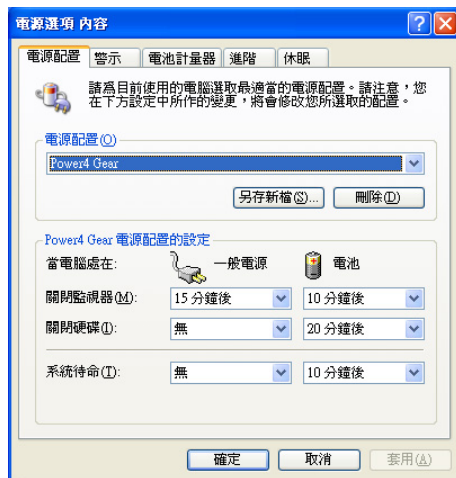 電源選項 內容
電源配置 警示 電池計量器 進階 休眠
請為目前使用的電腦選取最適當的電源配置。請注意，您
在下方設定中所作的變更，將會修改您所選取的配置。
電源配置(O)
Power4 Gear
另存新檔(S)... 刪除(D)
Power4 Gear 電源配置的設定
當電腦處在: 一般電源 電池
關閉監視器(M): 15 分鐘後 10 分鐘後
關閉硬碟(I): 無 20 分鐘後
系統待命(T): 無 10 分鐘後
確定 取消 套用(A)